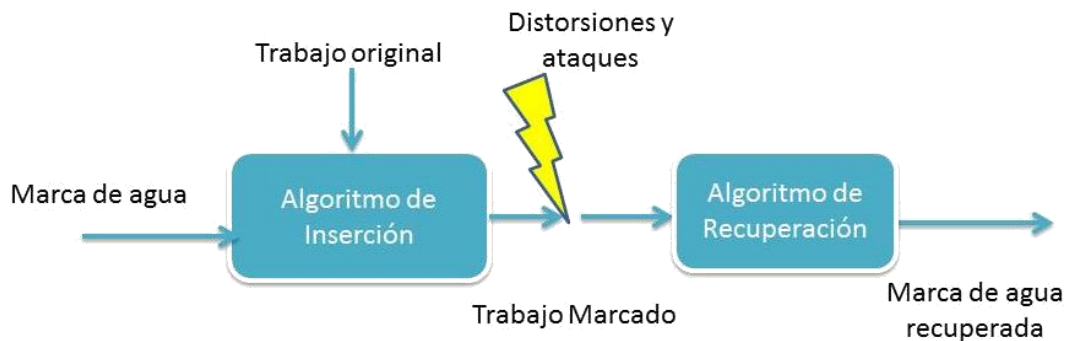 Distorsiones y
ataques
Trabajo original
Marca de agua
Algoritmo de
Inserción
Algoritmo de
Recuperación
Trabajo Marcado
Marca de agua
recuperada